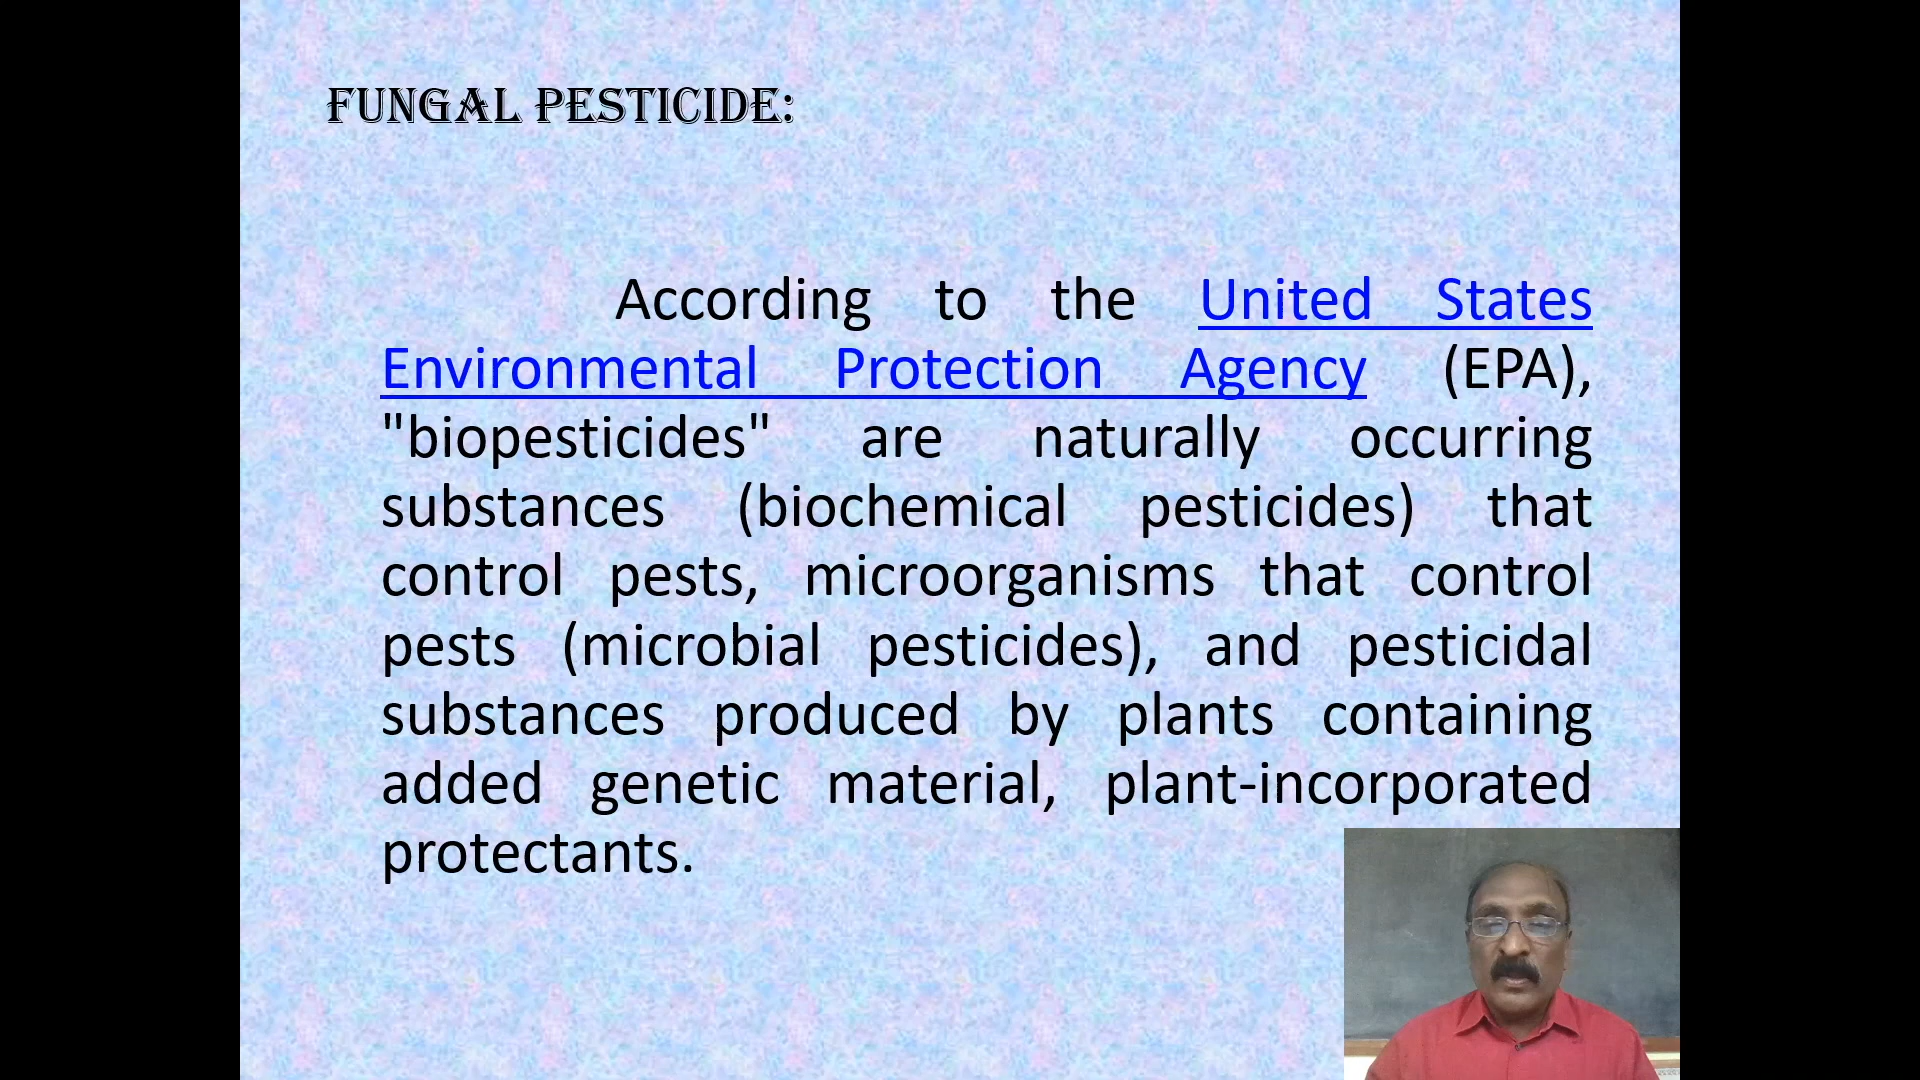 FUNGAL PESTICIDE:
According to the United States
Environmental Protection Agency (EPA),
"biopesticides" are naturally occurring
substances (biochemical pesticides) that
control pests, microorganisms that control
pests (microbial pesticides), and pesticidal
substances produced by plants containing
added genetic material, plant-incorporated
protectants.